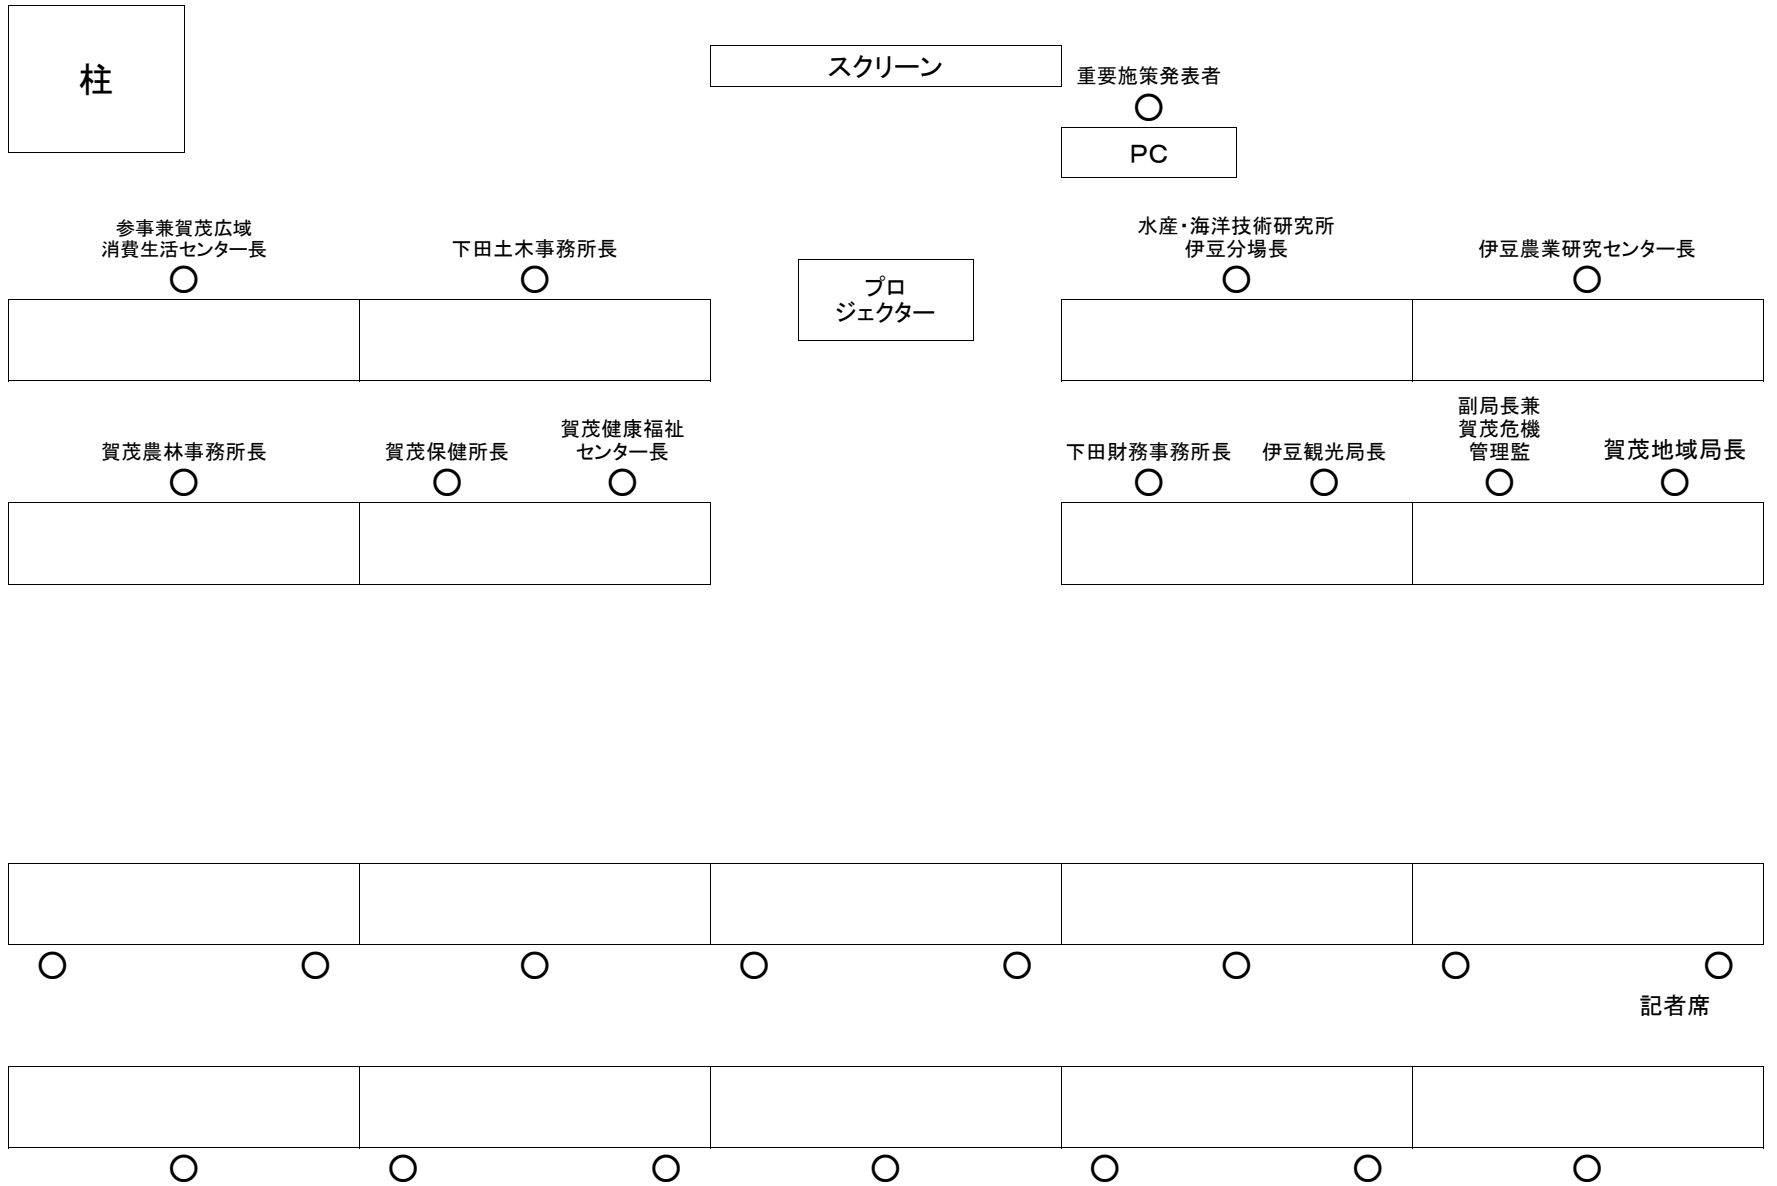 柱
スクリーン
重要施策発表者
〇
PC
参事兼賀茂広域
消費生活センター長
〇
下田土木事務所長
〇
プロ
ジェクター
水産・海洋技術研究所
伊豆分場長
〇
伊豆農業研究センター長
〇
賀茂農林事務所長
〇
賀茂保健所長
〇
賀茂健康福祉
センター長
〇
下田財務事務所長
〇
伊豆観光局長
〇
副局長兼
賀茂危機
管理監
〇
賀茂地域局長
〇
〇 〇 〇 〇 〇 〇 〇 〇
記者席
〇 〇 〇 〇 〇 〇 〇